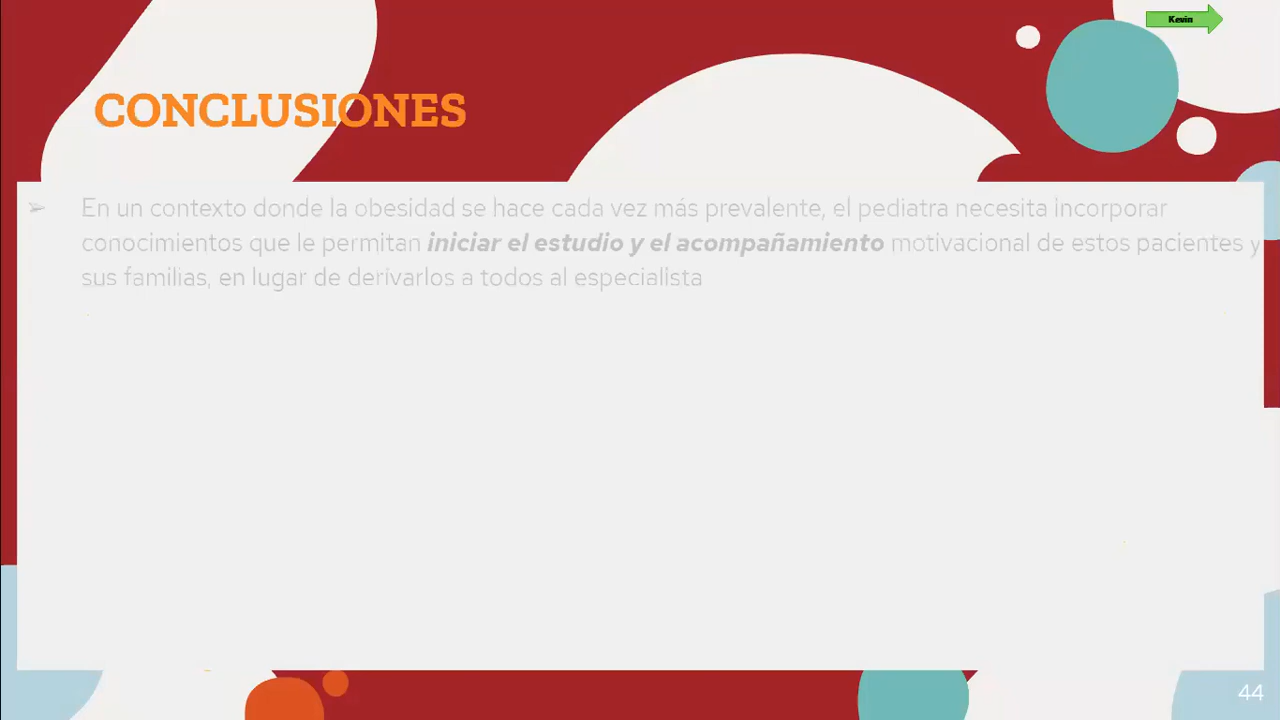 Kevin
CONCLUSIONES
➢ En un contexto donde la obesidad se hace cada vez más prevalente, el pediatra necesita incorporar
conocimientos que le permitan iniciar el estudio y el acompañamiento motivacional de estos pacientes y
sus familias, en lugar de derivarlos a todos al especialista
44